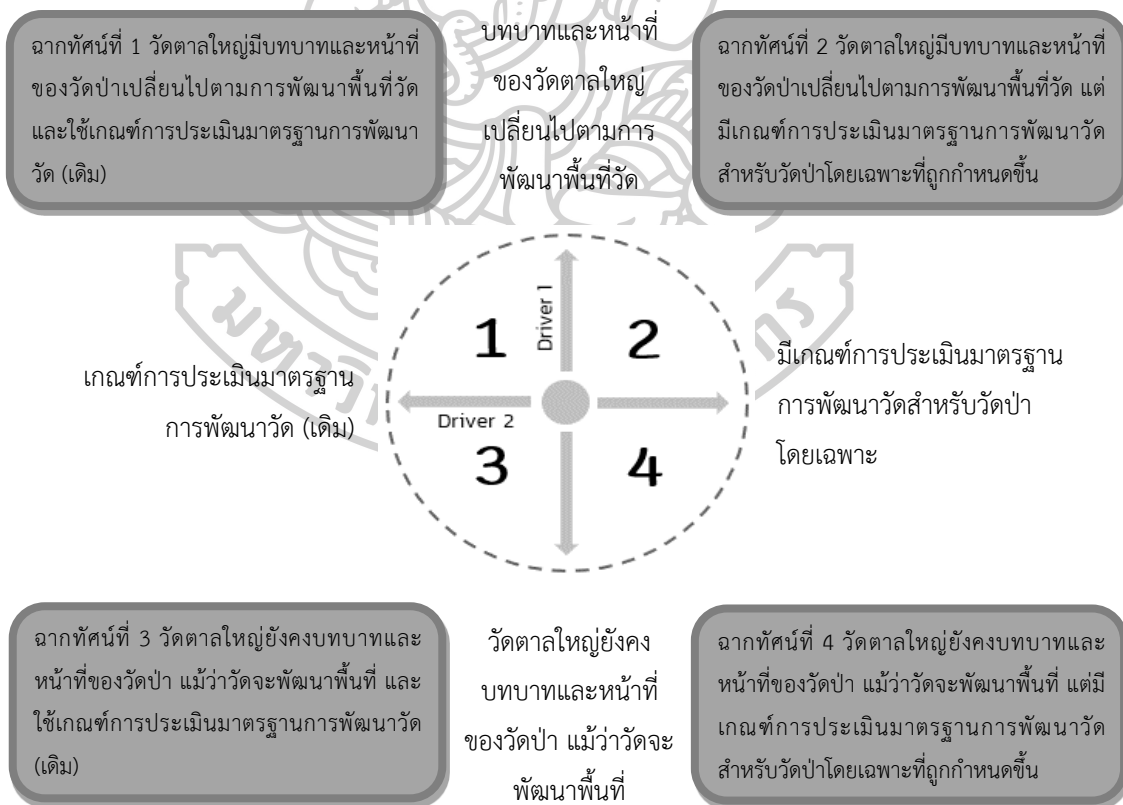 ฉากทัศน์ที่ 1 วัดตาลใหญ่มีบทบาทและหน้าที่
ของวัดป่าเปลี่ยนไปตามการพัฒนาพื้นที่วัด
และใช้เกณฑ์การประเมินมาตรฐานการพัฒนา
วัด (เดิม)
บทบาทและหน้าที่
ของวัดตาลใหญ่
เปลี่ยนไปตามการ
พัฒนาพื้นที่วัด
ฉากทัศน์ที่ 2 วัดตาลใหญ่มีบทบาทและหน้าที่
ของวัดป่าเปลี่ยนไปตามการพัฒนาพื้นที่วัด แต่
มีเกณฑ์การประเมินมาตรฐานการพัฒนาวัด
สำหรับวัดป่าโดยเฉพาะที่ถูกกำหนดขึ้น
เกณฑ์การประเมินมาตรฐาน
การพัฒนาวัด (เดิม)
1
Driver 1
2
Driver 2
3
4
มีเกณฑ์การประเมินมาตรฐาน
การพัฒนาวัดสำหรับวัดป่า
โดยเฉพาะ
ฉากทัศน์ที่ 3 วัดตาลใหญ่ยังคงบทบาทและ
หน้าที่ของวัดป่า แม้ว่าวัดจะพัฒนาพื้นที่ และ
ใช้เกณฑ์การประเมินมาตรฐานการพัฒนาวัด
(เดิม)
วัดตาลใหญ่ยังคง
บทบาทและหน้าที่
ของวัดป่า แม้ว่าวัดจะ
พัฒนาพื้นที่
ฉากทัศน์ที่ 4 วัดตาลใหญ่ยังคงบทบาทและ
หน้าที่ของวัดป่า แม้ว่าวัดจะพัฒนาพื้นที่ แต่มี
เกณฑ์การประเมินมาตรฐานการพัฒนาวัด
สำหรับวัดป่าโดยเฉพาะที่ถูกกำหนดขึ้น